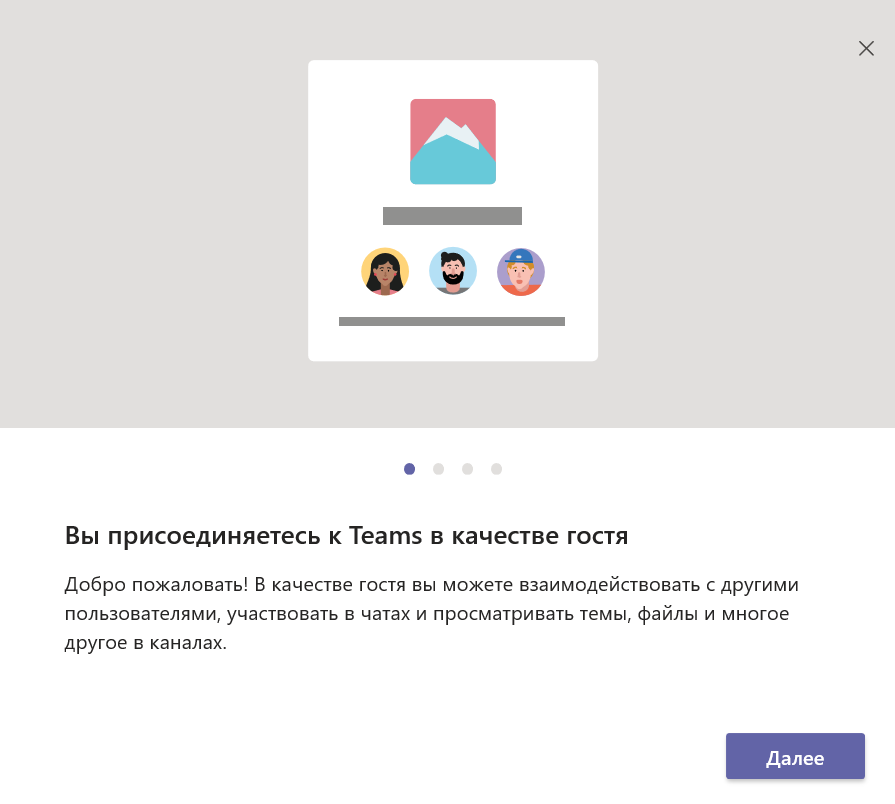 Вы присоединяетесь к Teams в качестве гостя
Добро пожаловать! В качестве гостя вы можете взаимодействовать с другими
пользователями, участвовать в чатах и просматривать темы, файлы и многое
другое в каналах.
Далее